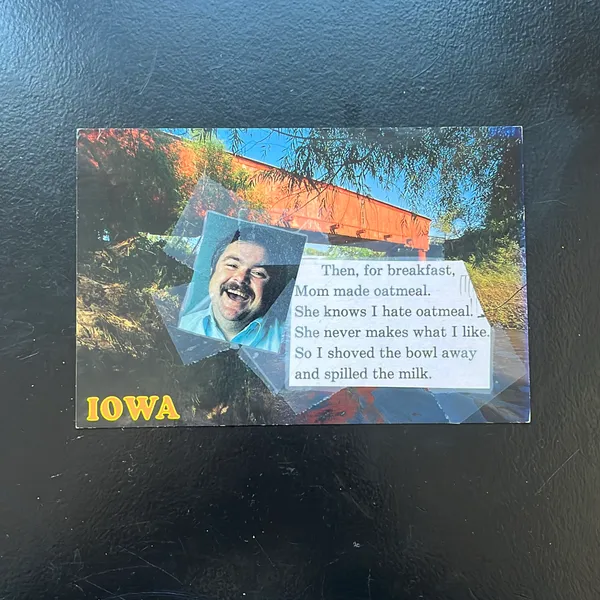 Then, for breakfast,
Mom made oatmeal.
She knows I hate oatmeal.
She never makes what I like.
So I shoved the bowl away
and spilled the milk.
IOWA